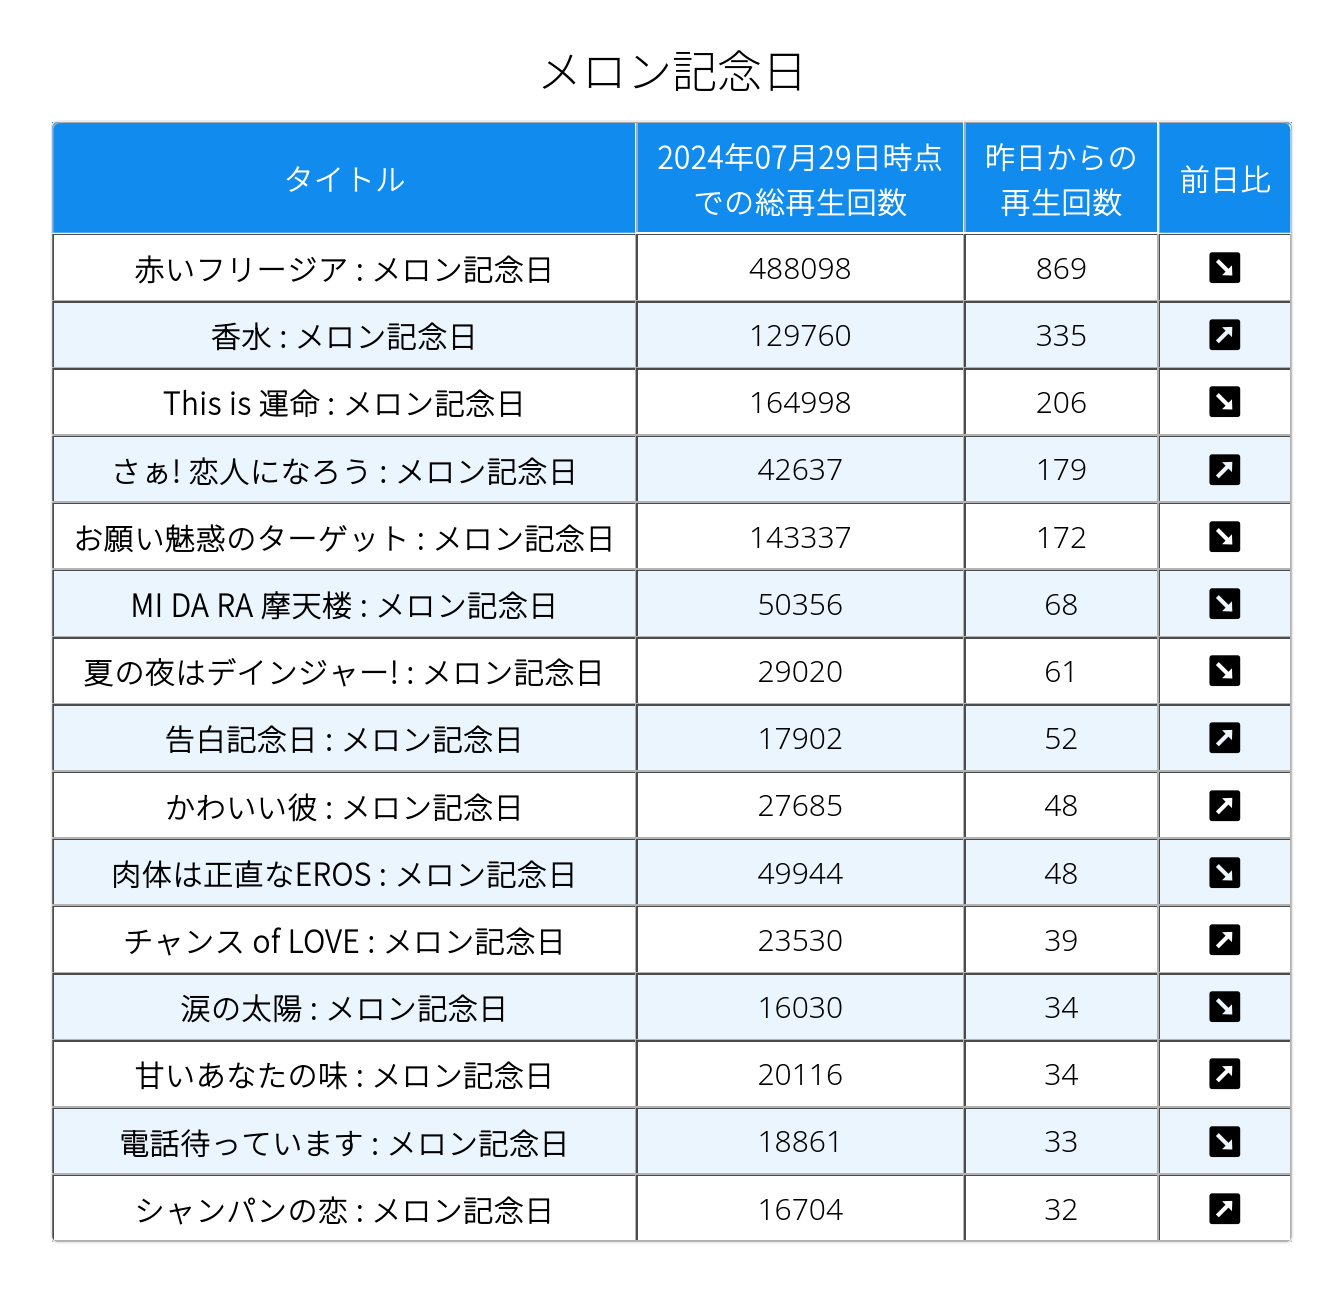 メロン記念日
タイトル 2024年07月29日時点での総再生回数 昨日からの再生回数 前日比
赤いフリージア : メロン記念日 488098 869 ↘
香水 : メロン記念日 129760 335 ↗
This is 運命 : メロン記念日 164998 206 ↘
さぁ! 恋人になろう : メロン記念日 42637 179 ↗
お願い魅惑のターゲット : メロン記念日 143337 172 ↘
MI DA RA 摩天楼 : メロン記念日 50356 68 ↘
夏の夜はデインジャー! : メロン記念日 29020 61 ↘
告白記念日 : メロン記念日 17902 52 ↗
かわいい彼 : メロン記念日 27685 48 ↗
肉体は正直なEROS : メロン記念日 49944 48 ↘
チャンス of LOVE : メロン記念日 23530 39 ↗
涙の太陽 : メロン記念日 16030 34 ↘
甘いあなたの味 : メロン記念日 20116 34 ↗
電話待っています : メロン記念日 18861 33 ↘
シャンパンの恋 : メロン記念日 16704 32 ↗